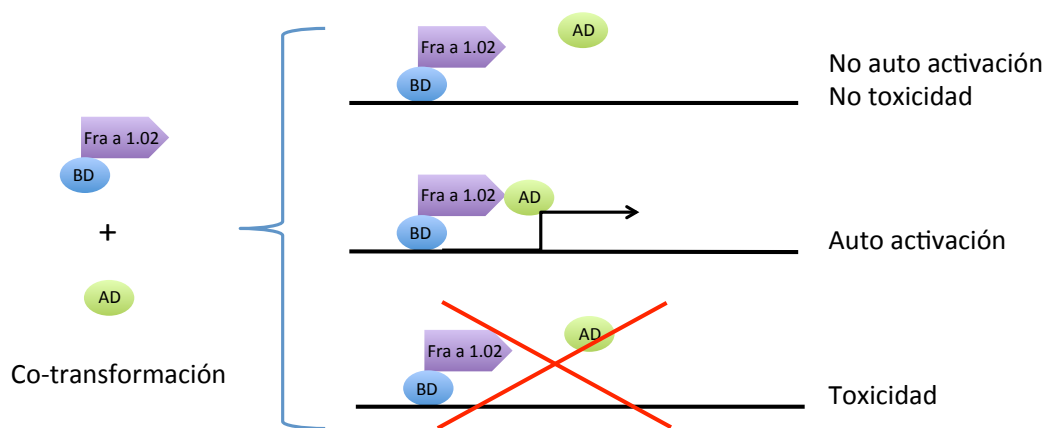 Fra a 1.02
BD
+
AD
Co-transformación
Fra a 1.02
AD
BD
No auto activación
No toxicidad
Fra a 1.02
AD
BD
Auto activación
Fra a 1.02
AD
BD
Toxicidad